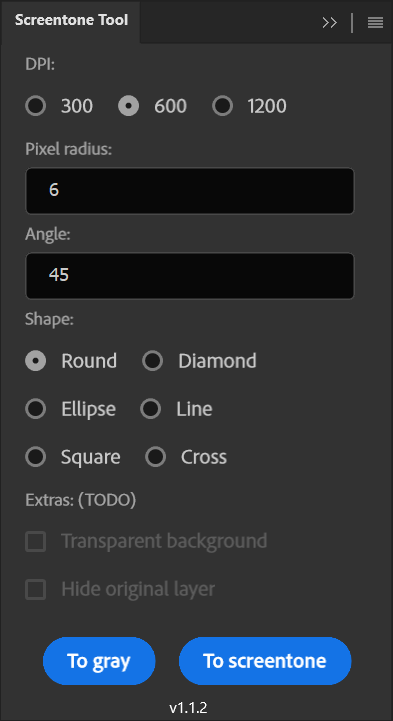 Screentone Tool
DPI:
300 600 1200
Pixel radius:
6
Angle:
45
Shape:
Round Diamond
Ellipse Line
Square Cross
Extras: (TODO)
Transparent background
Hide original layer
To gray To screentone
v1.1.2